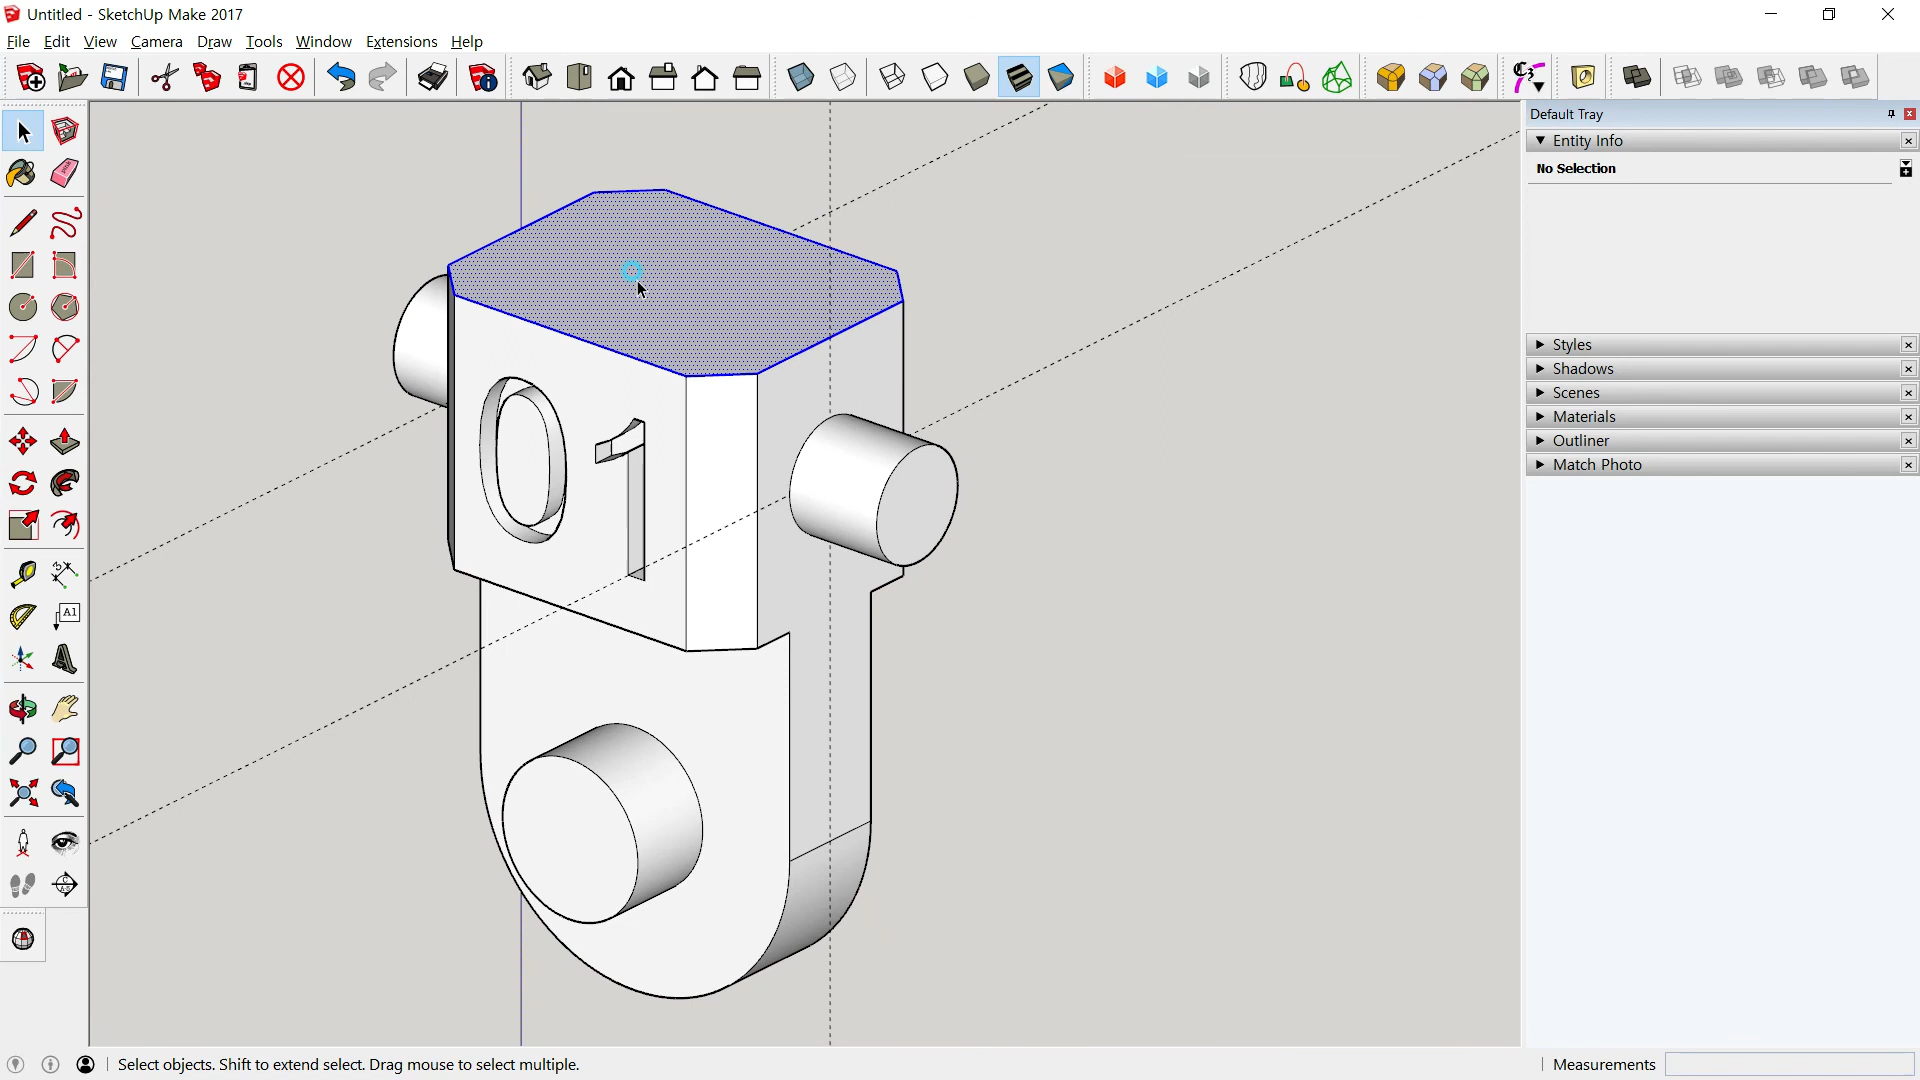 Untitled - SketchUp Make 2017
File Edit View Camera Draw Tools Window Extensions Help
Default Tray
Entity Info
No Selection
Styles
Shadows
Scenes
Materials
Outliner
Match Photo
A1
01
Select objects. Shift to extend select. Drag mouse to select multiple.
Measurements